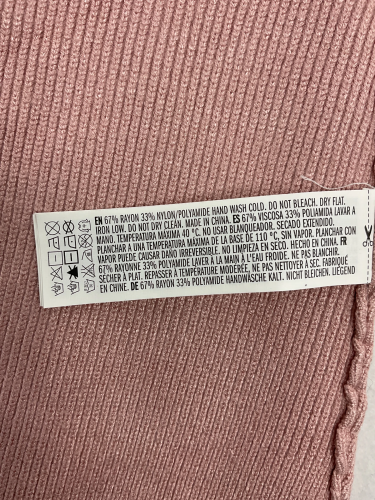 EN 67% RAYON 33% NYLON/POLYAMIDE HAND WASH COLD. DO NOT BLEACH. DRY FLAT.
IRON LOW. DO NOT DRY CLEAN. MADE IN CHINA. ES 67% VISCOSA 33% POLIAMIDA LAVAR A
MANO. TEMPERATURA MÁXIMA 40 °C. NO USAR BLANQUEADOR. SECADO EXTENDIDO.
PLANCHAR A UNA TEMPERATURA MÁXIMA DE LA BASE DE 110 °C, SIN VAPOR. PLANCHAR CON
VAPOR PUEDE CAUSAR DAÑO IRREVERSIBLE. NO LIMPIEZA EN SECO. HECHO EN CHINA. FR
67% RAYONNE 33% POLYAMIDE LAVER À LA MAIN À L'EAU FROIDE. NE PAS BLANCHIR.
SÉCHER À PLAT. REPASSER À TEMPÉRATURE MODÉRÉE. NE PAS NETTOYER À SEC. FABRIQUÉ
EN CHINE. DE 67% RAYON 33% POLYAMIDE HANDWÄSCHE KALT. NICHT BLEICHEN. LIEGEND